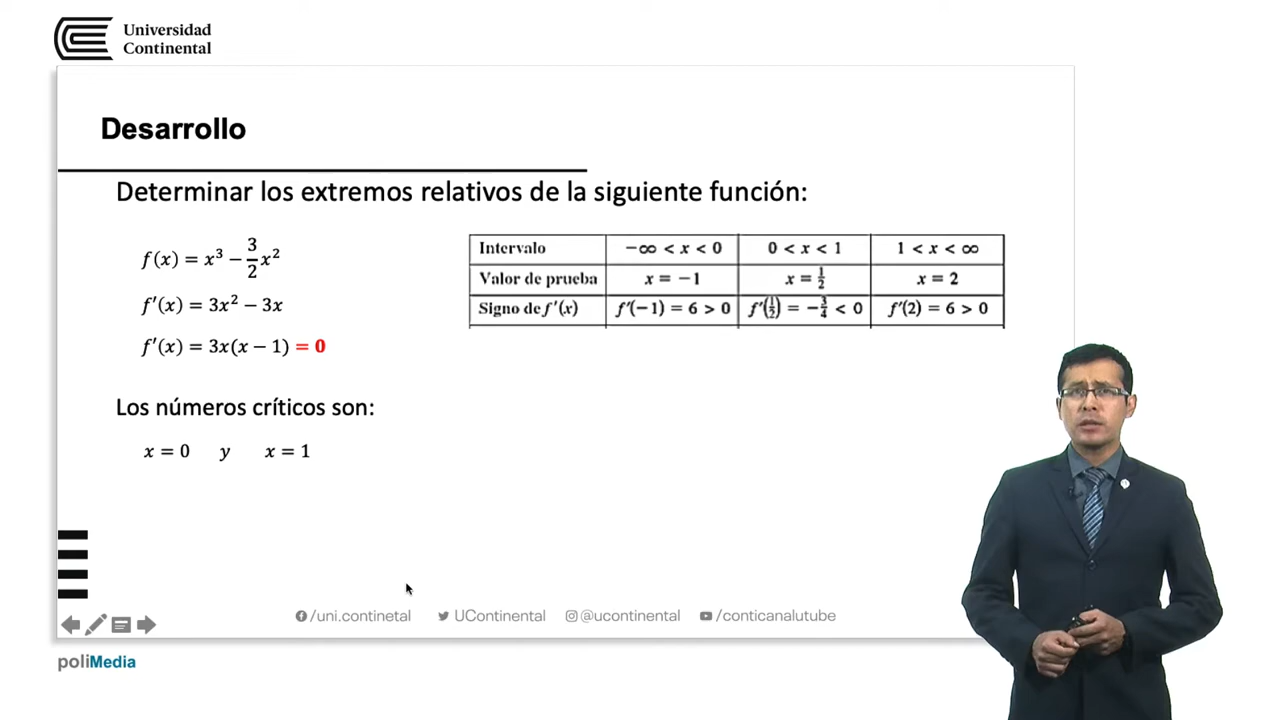 Universidad
Continental
Desarrollo
Determinar los extremos relativos de la siguiente función:
f(x) = x³ − 3/2 x²
f′(x) = 3x² − 3x
f′(x) = 3x(x − 1) = 0
Los números críticos son:
x = 0 y x = 1
Intervalo −∞ < x < 0 0 < x < 1 1 < x < ∞
Valor de prueba x = −1 x = 1/2 x = 2
Signo de f′(x) f′(−1) = 6 > 0 f′(1/2) = −3/4 < 0 f′(2) = 6 > 0
/uni.continetal UContinental @ucontinental /conticanalutube
poliMedia